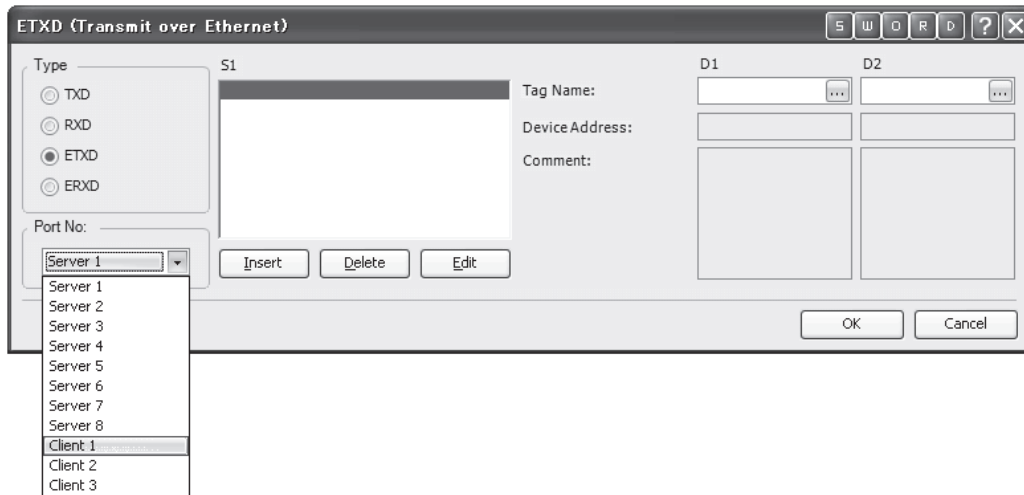 ETXD (Transmit over Ethernet)
S W O R D ? X
Type
TXD
RXD
ETXD
ERXD
Port No:
Server 1
Server 1
Server 2
Server 3
Server 4
Server 5
Server 6
Server 7
Server 8
Client 1
Client 2
Client 3
S1
Insert Delete Edit
D1 D2
Tag Name: ... ...
Device Address:
Comment:
OK Cancel